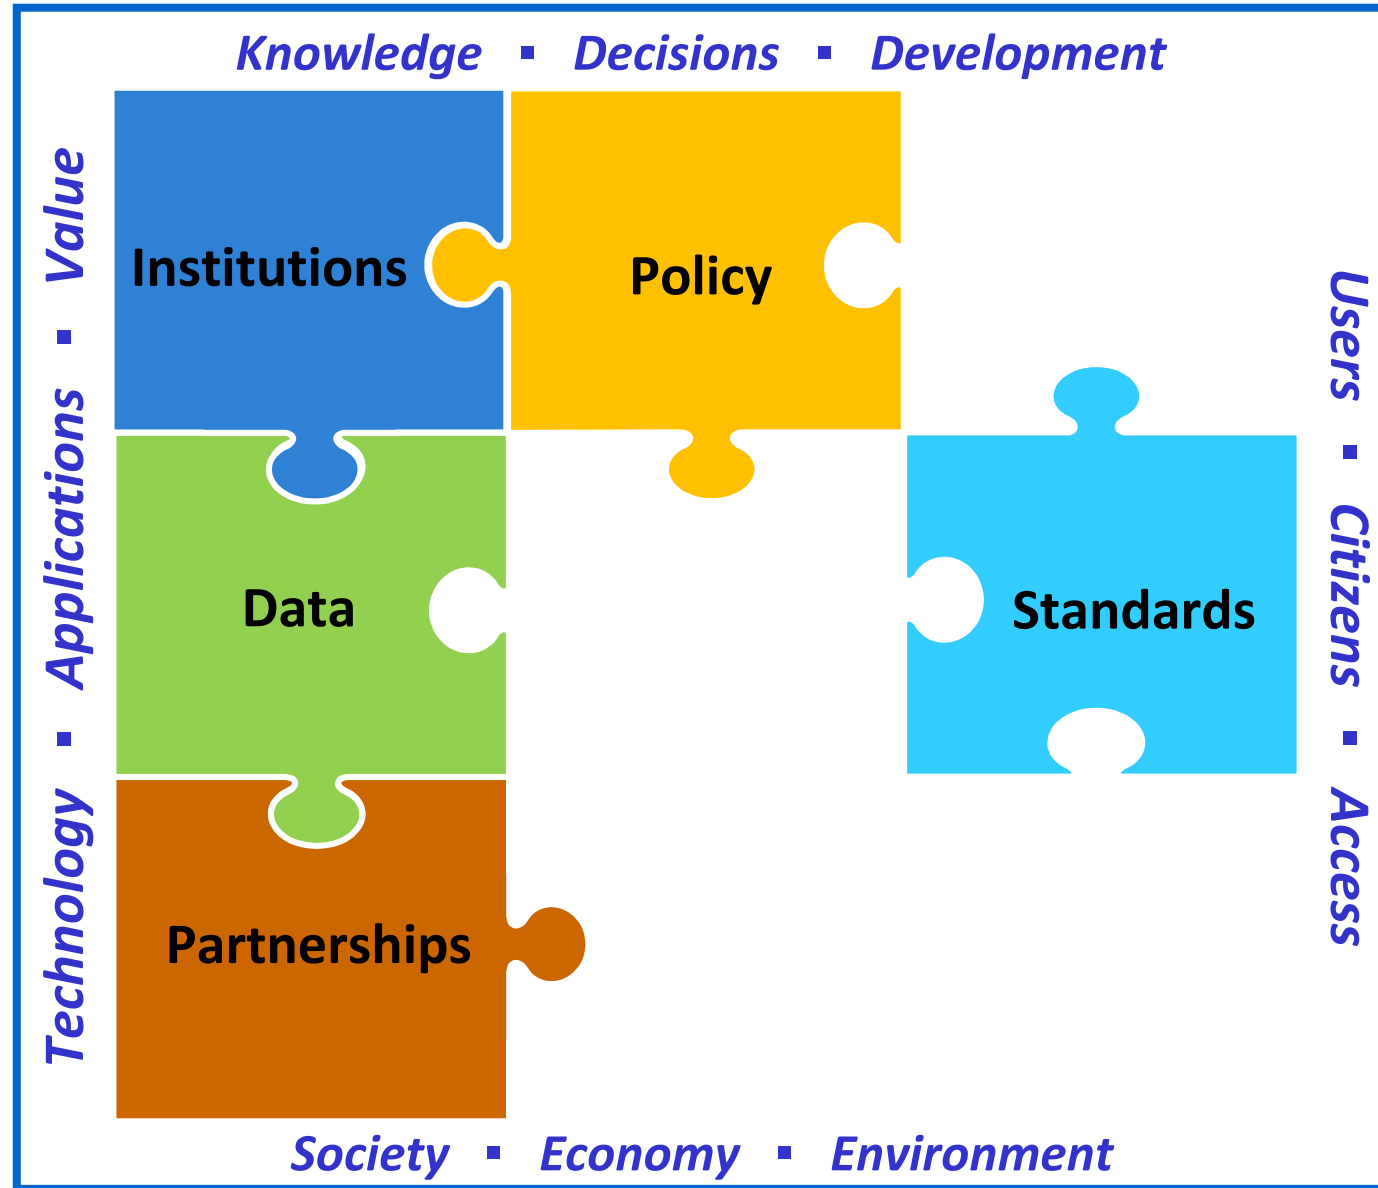 Knowledge ▪ Decisions ▪ Development
Technology ▪ Applications ▪ Value
Institutions
Policy
Data
Standards
Partnerships
Users ▪ Citizens ▪ Access
Society ▪ Economy ▪ Environment